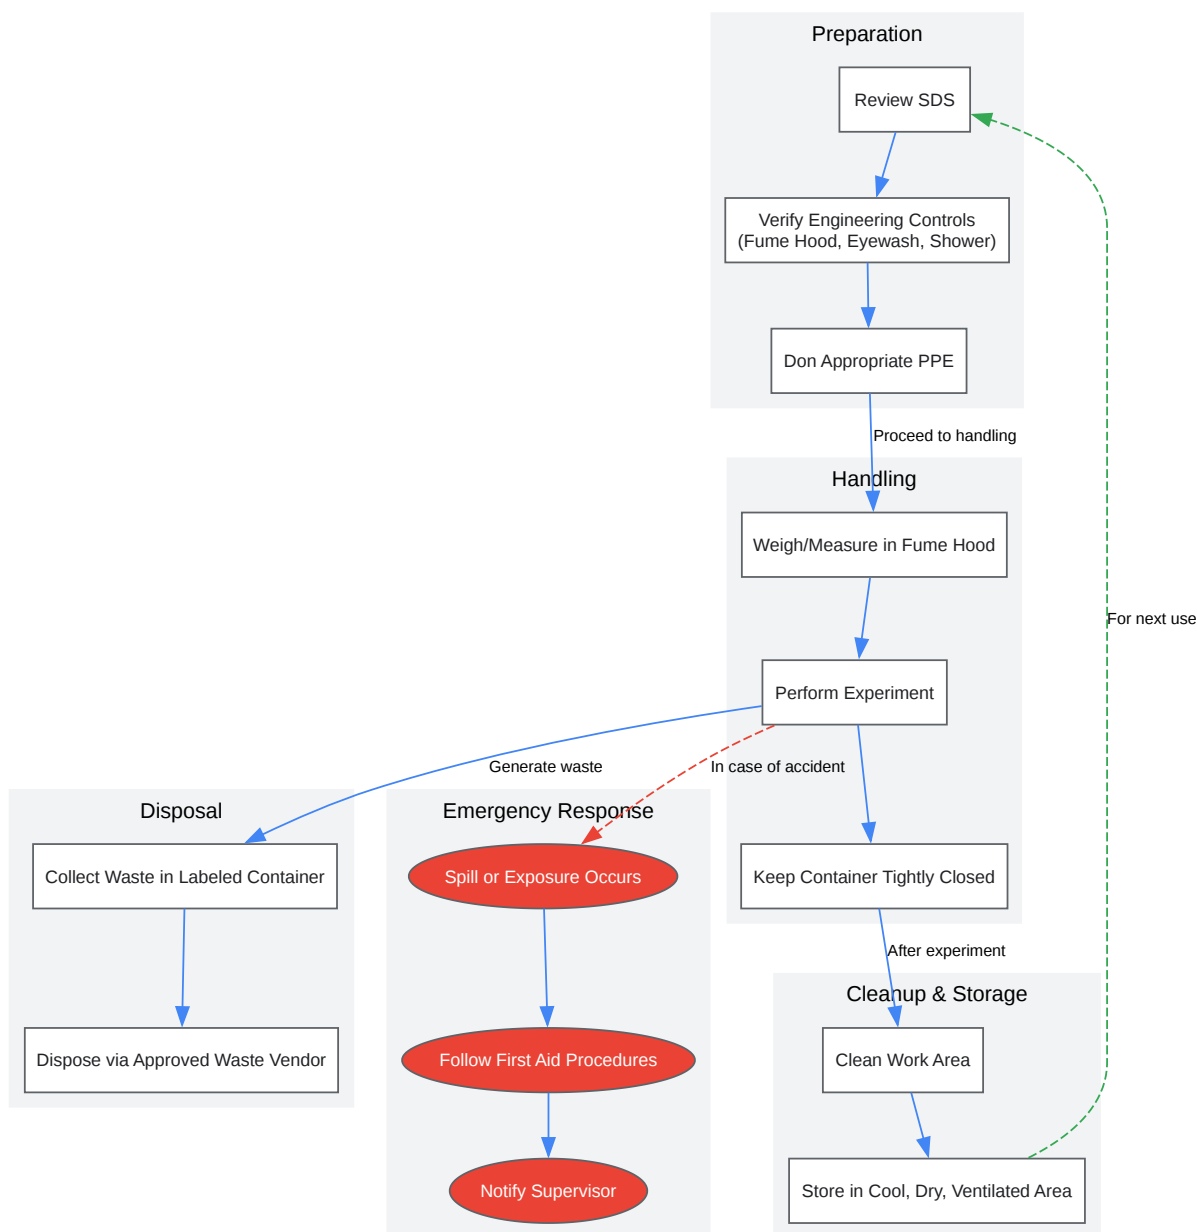 Preparation
Review SDS
Verify Engineering Controls
(Fume Hood, Eyewash, Shower)
Don Appropriate PPE
Proceed to handling
Handling
Weigh/Measure in Fume Hood
For next use
Perform Experiment
Generate waste
In case of accident
Disposal
Emergency Response
Collect Waste in Labeled Container
Spill or Exposure Occurs
Keep Container Tightly Closed
After experiment
Cleanup & Storage
Dispose via Approved Waste Vendor
Follow First Aid Procedures
Clean Work Area
Notify Supervisor
Store in Cool, Dry, Ventilated Area